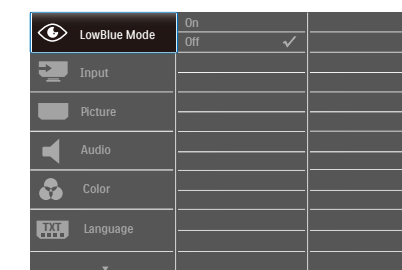 LowBlue Mode
On
Off
Input
Picture
Audio
Color
TXT
Language